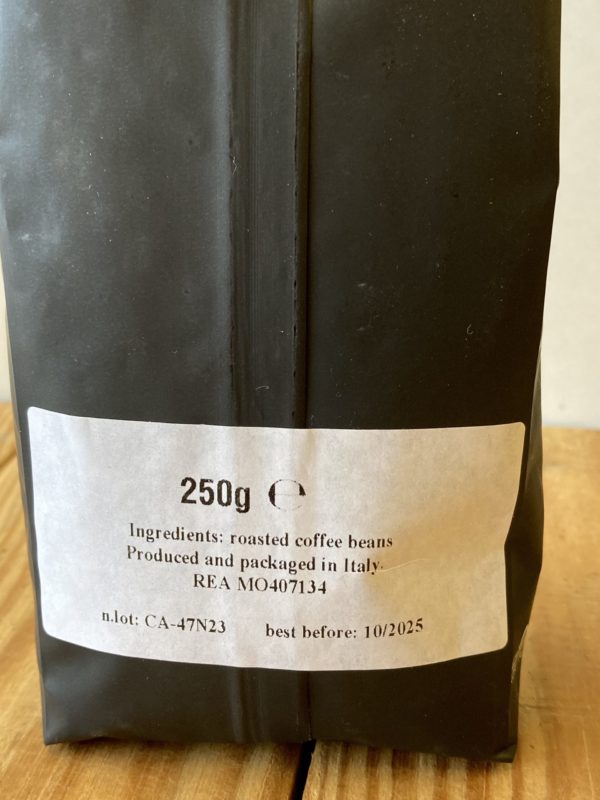 250g ℮
Ingredients: roasted coffee beans
Produced and packaged in Italy.
REA MO407134
n.lot: CA-47N23 best before: 10/2025